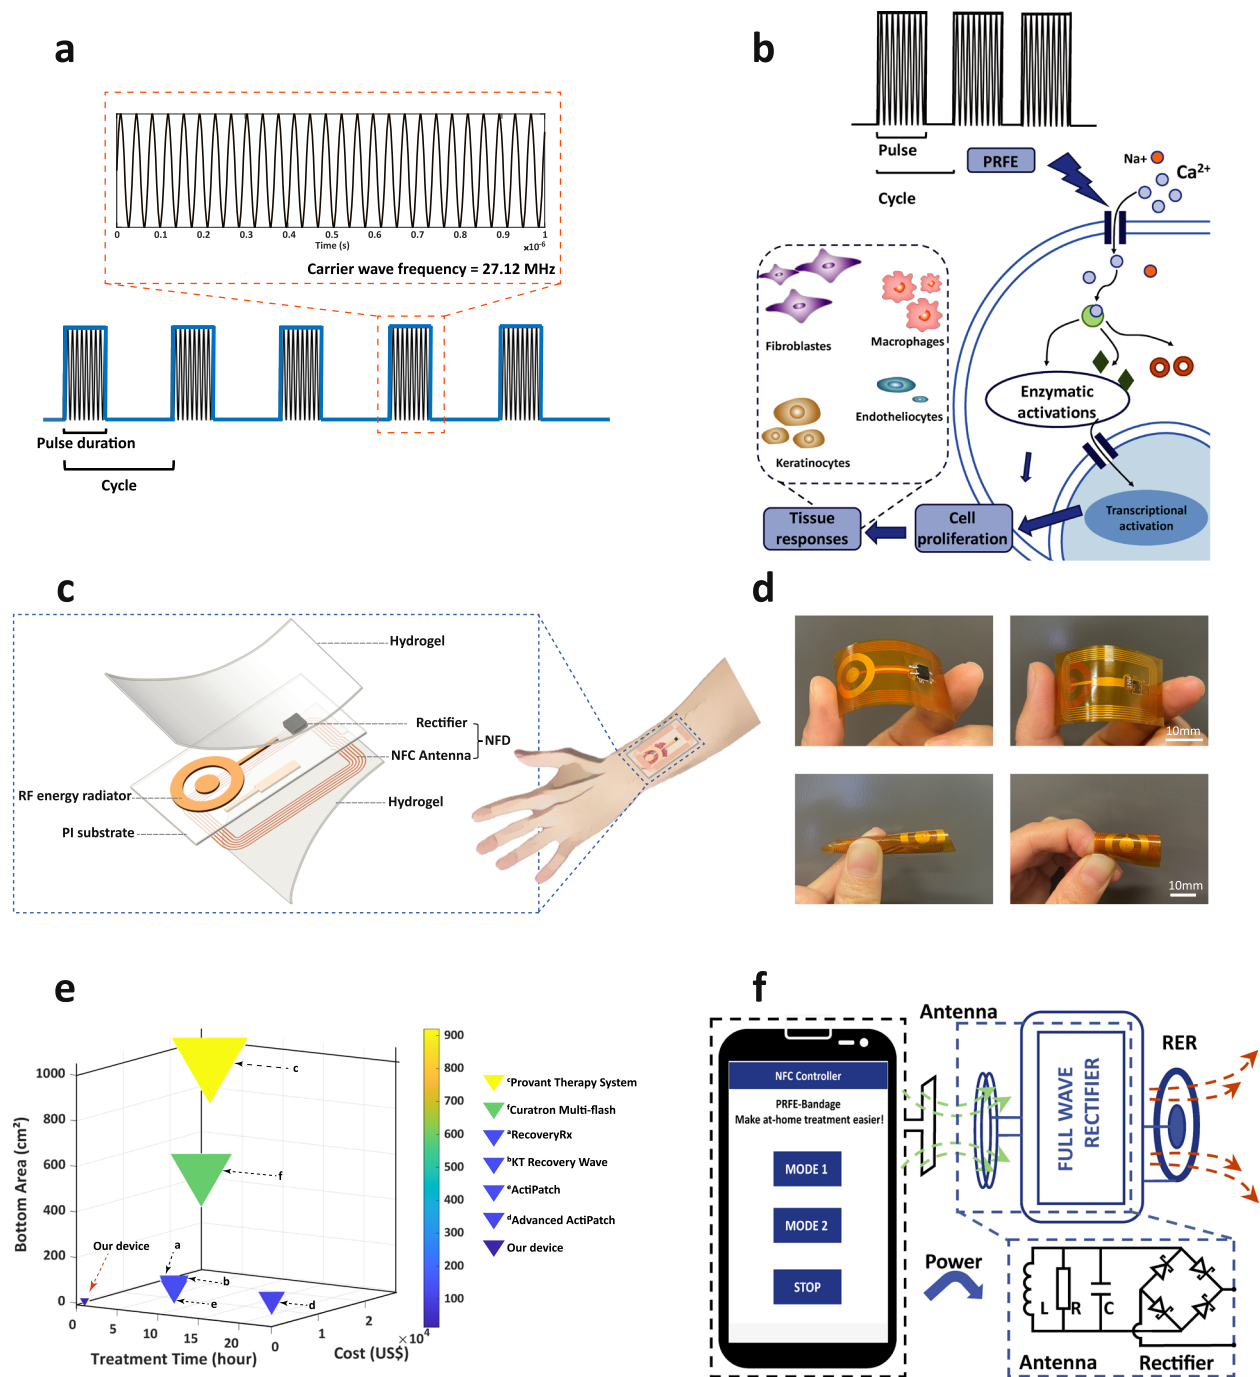 a
0
0.1
0.2
0.3
0.4
0.5
0.6
0.7
0.8
0.9
1
Time (s)
×10⁻⁶
Carrier wave frequency = 27.12 MHz
Pulse duration
Cycle
b
Pulse
Cycle
PRFE
Na+
Ca²⁺
Fibroblastes
Macrophages
Endotheliocytes
Keratinocytes
Enzymatic
activations
Transcriptional
activation
Cell
proliferation
Tissue
responses
c
Hydrogel
Rectifier
NFD
NFC Antenna
RF energy radiator
Hydrogel
PI substrate
d
10mm
10mm
e
1000
800
600
400
200
0
Bottom Area (cm²)
0
5
10
15
20
Treatment Time (hour)
0
1
2
×10⁴
Cost (US$)
Our device
a
b
c
d
e
f
900
800
700
600
500
400
300
200
100
ᶜProvant Therapy System
ᶠCuratron Multi-flash
ᵃRecoveryRx
ᵇKT Recovery Wave
ᵉActiPatch
ᵈAdvanced ActiPatch
Our device
f
NFC Controller
PRFE-Bandage
Make at-home treatment easier!
MODE 1
MODE 2
STOP
Antenna
FULL WAVE
RECTIFIER
RER
Power
L
R
C
Antenna
Rectifier